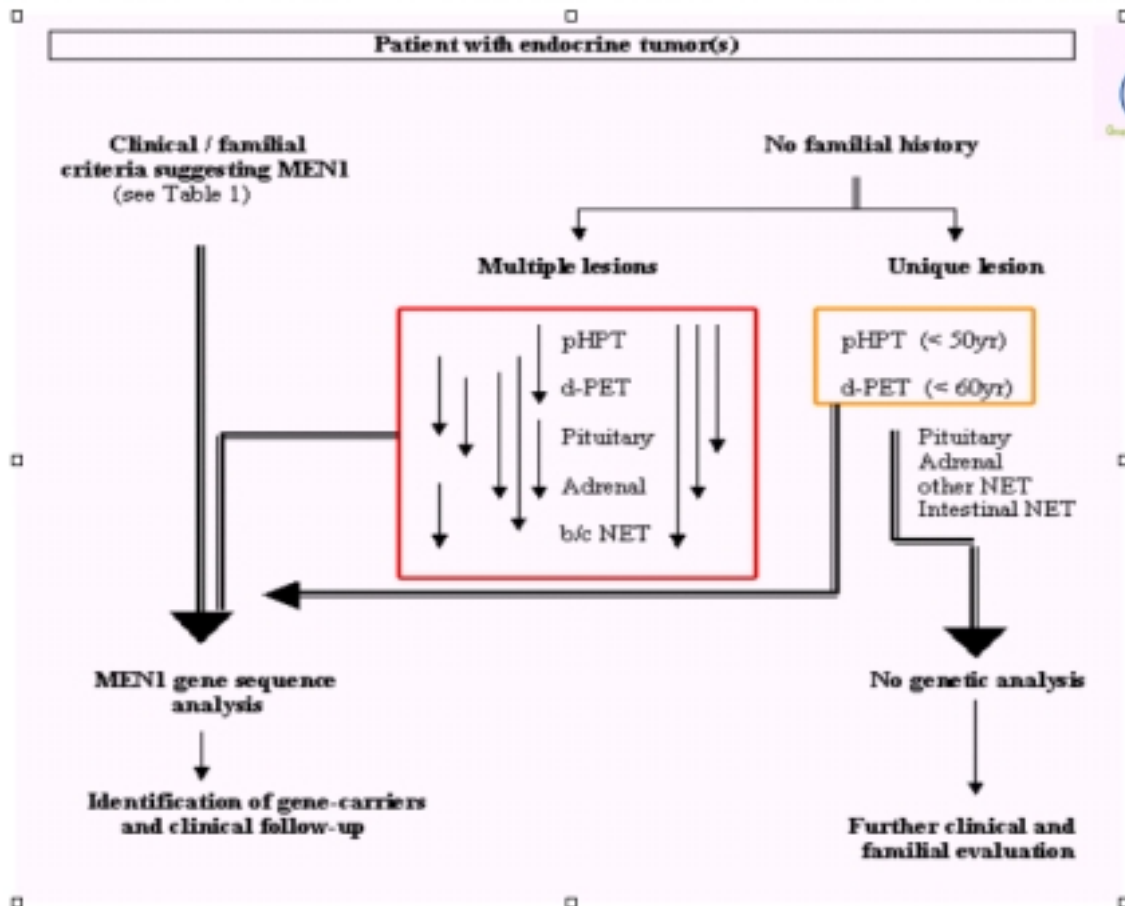 Patient with endocrine tumor(s)
Clinical / familial
criteria suggesting MEN1
(see Table 1)
No familial history
Multiple lesions
Unique lesion
pHPT
d-PET
Pituitary
Adrenal
b/c NET
pHPT (< 50yr)
d-PET (< 60yr)
Pituitary
Adrenal
other NET
Intestinal NET
MEN1 gene sequence
analysis
No genetic analysis
Identification of gene-carriers
and clinical follow-up
Further clinical and
familial evaluation